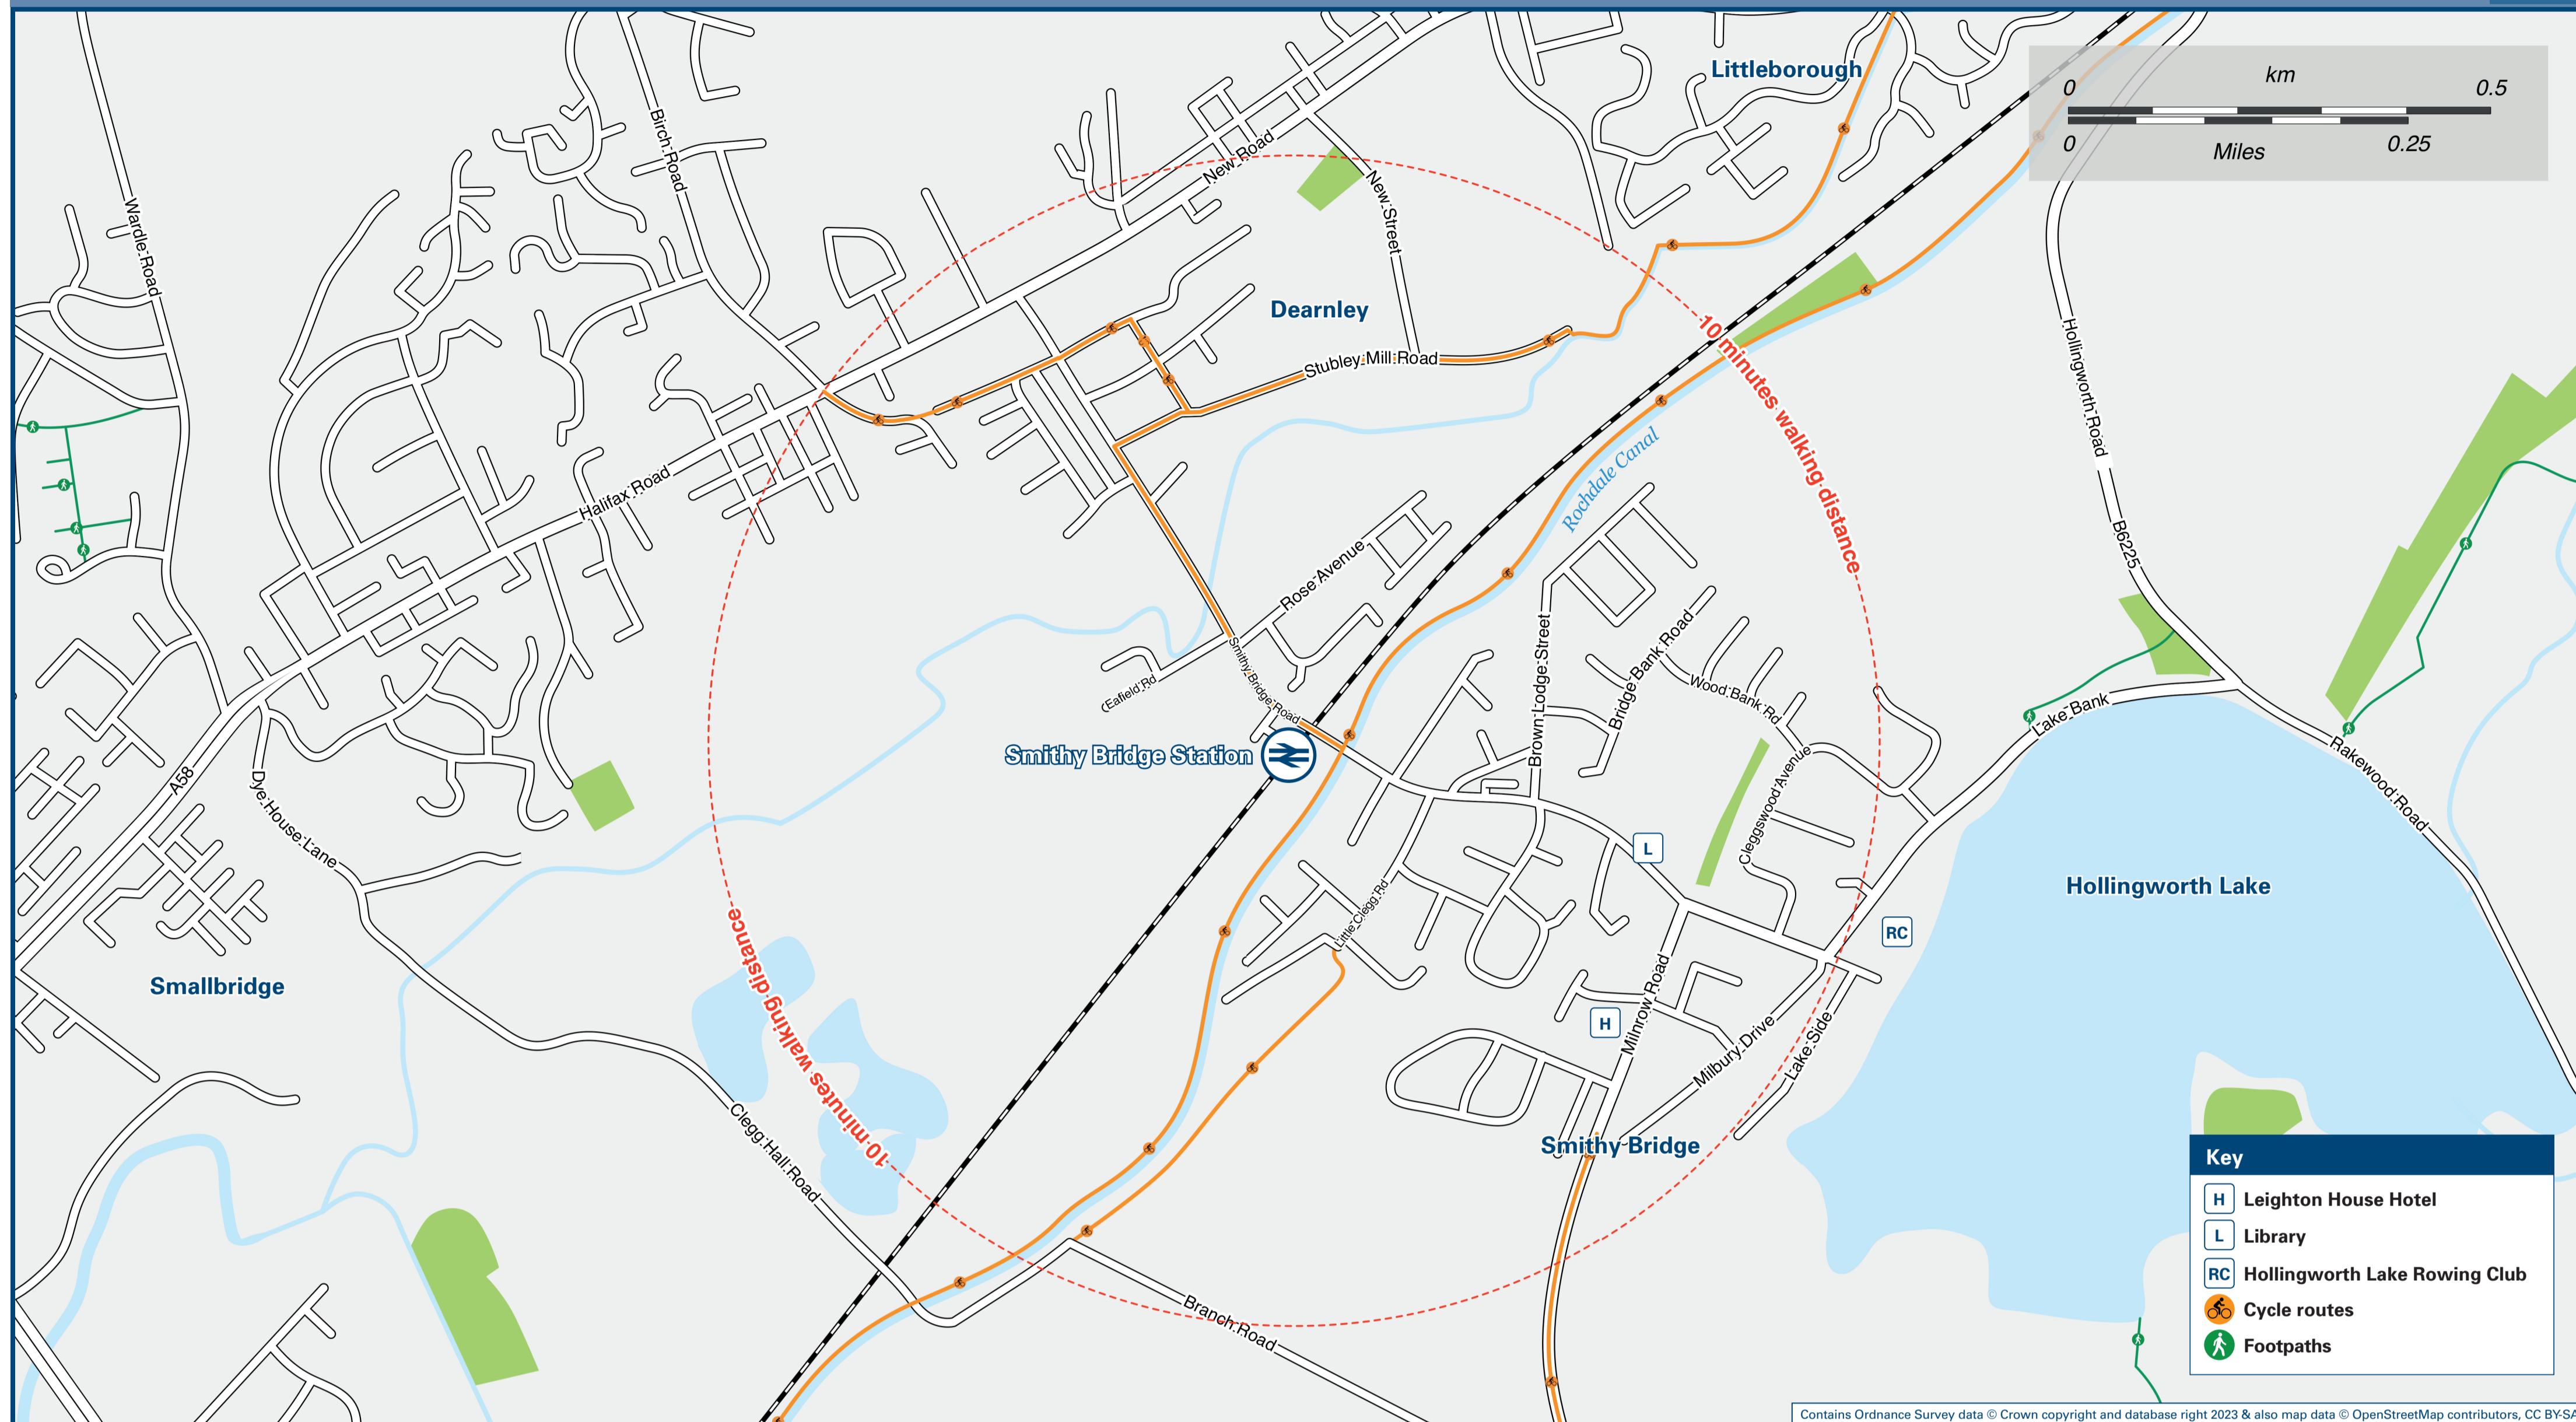 Littleborough
km
0
0.5
0
Miles
0.25
Birch Road
New Road
New Street
Wardle Road
Dearnley
Stubley Mill Road
10 minutes walking distance
Hollingworth Road
B6225
Rochdale Canal
Halifax Road
Rose Avenue
Eafield Rd
Smithy Bridge Road
Smithy Bridge Station
Brown Lodge Street
Bridge Bank Road
Wood Bank Rd
Cleggswood Avenue
Lake Bank
Rakewood Road
A58
Dye House Lane
L
Little Clegg Rd
RC
Hollingworth Lake
Smallbridge
10 minutes walking distance
H
Milnrow Road
Milbury Drive
Lake Side
Clegg Hall Road
Smithy Bridge
Branch Road
Key
H Leighton House Hotel
L Library
RC Hollingworth Lake Rowing Club
Cycle routes
Footpaths
Contains Ordnance Survey data © Crown copyright and database right 2023 & also map data © OpenStreetMap contributors, CC BY-SA